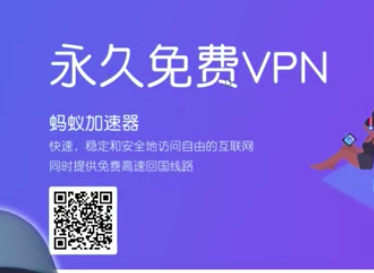 永久免费VPN
蚂蚁加速器
快速，稳定和安全地访问自由的互联网
同时提供免费高速回国线路